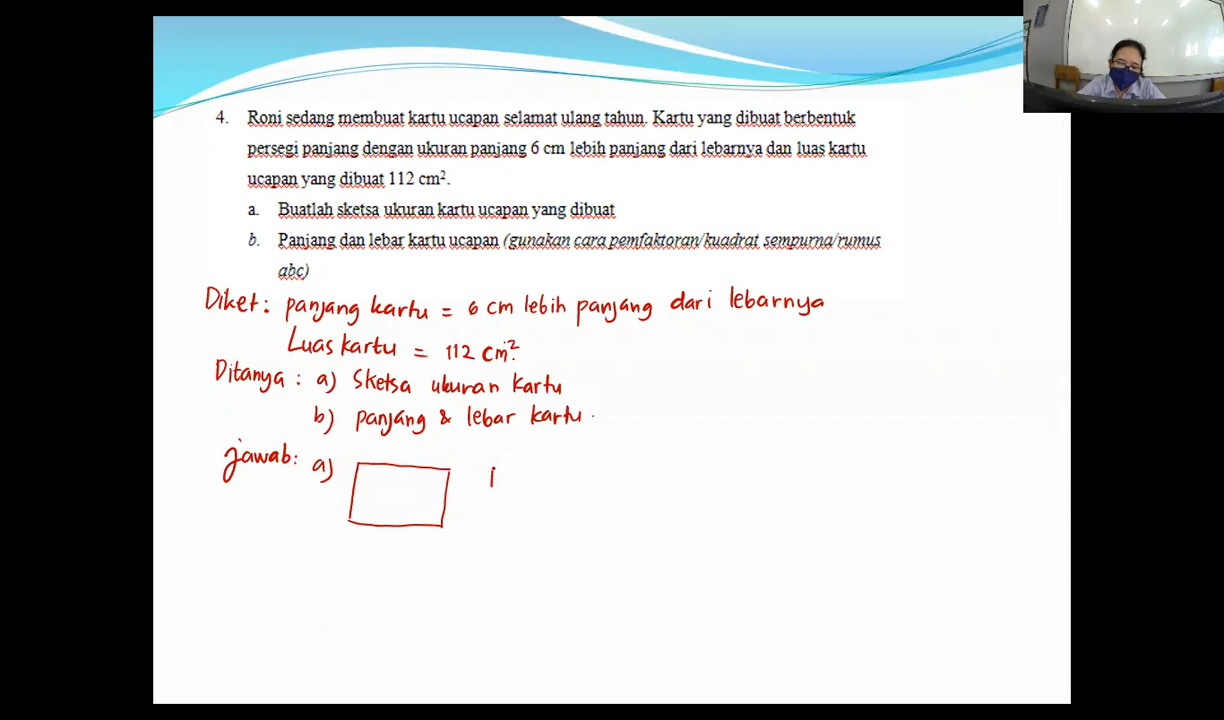 4. Roni sedang membuat kartu ucapan selamat ulang tahun. Kartu yang dibuat berbentuk
persegi panjang dengan ukuran panjang 6 cm lebih panjang dari lebarnya dan luas kartu
ucapan yang dibuat 112 cm².
a. Buatlah sketsa ukuran kartu ucapan yang dibuat
b. Panjang dan lebar kartu ucapan (gunakan cara pemfaktoran/kuadrat sempurna/rumus
abc)
Diket : panjang kartu = 6 cm lebih panjang dari lebarnya
Luas kartu = 112 cm².
Ditanya : a) Sketsa ukuran kartu
b) panjang & lebar kartu.
jawab: a)